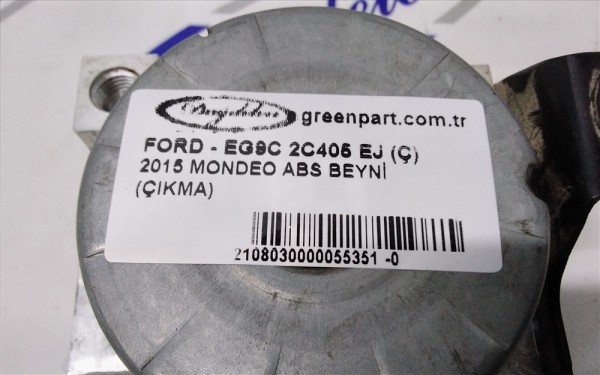 greenpart.com.tr
FORD - EG9C 2C405 EJ (Ç)
2015 MONDEO ABS BEYNİ
(ÇIKMA)
2108030000055351 -0